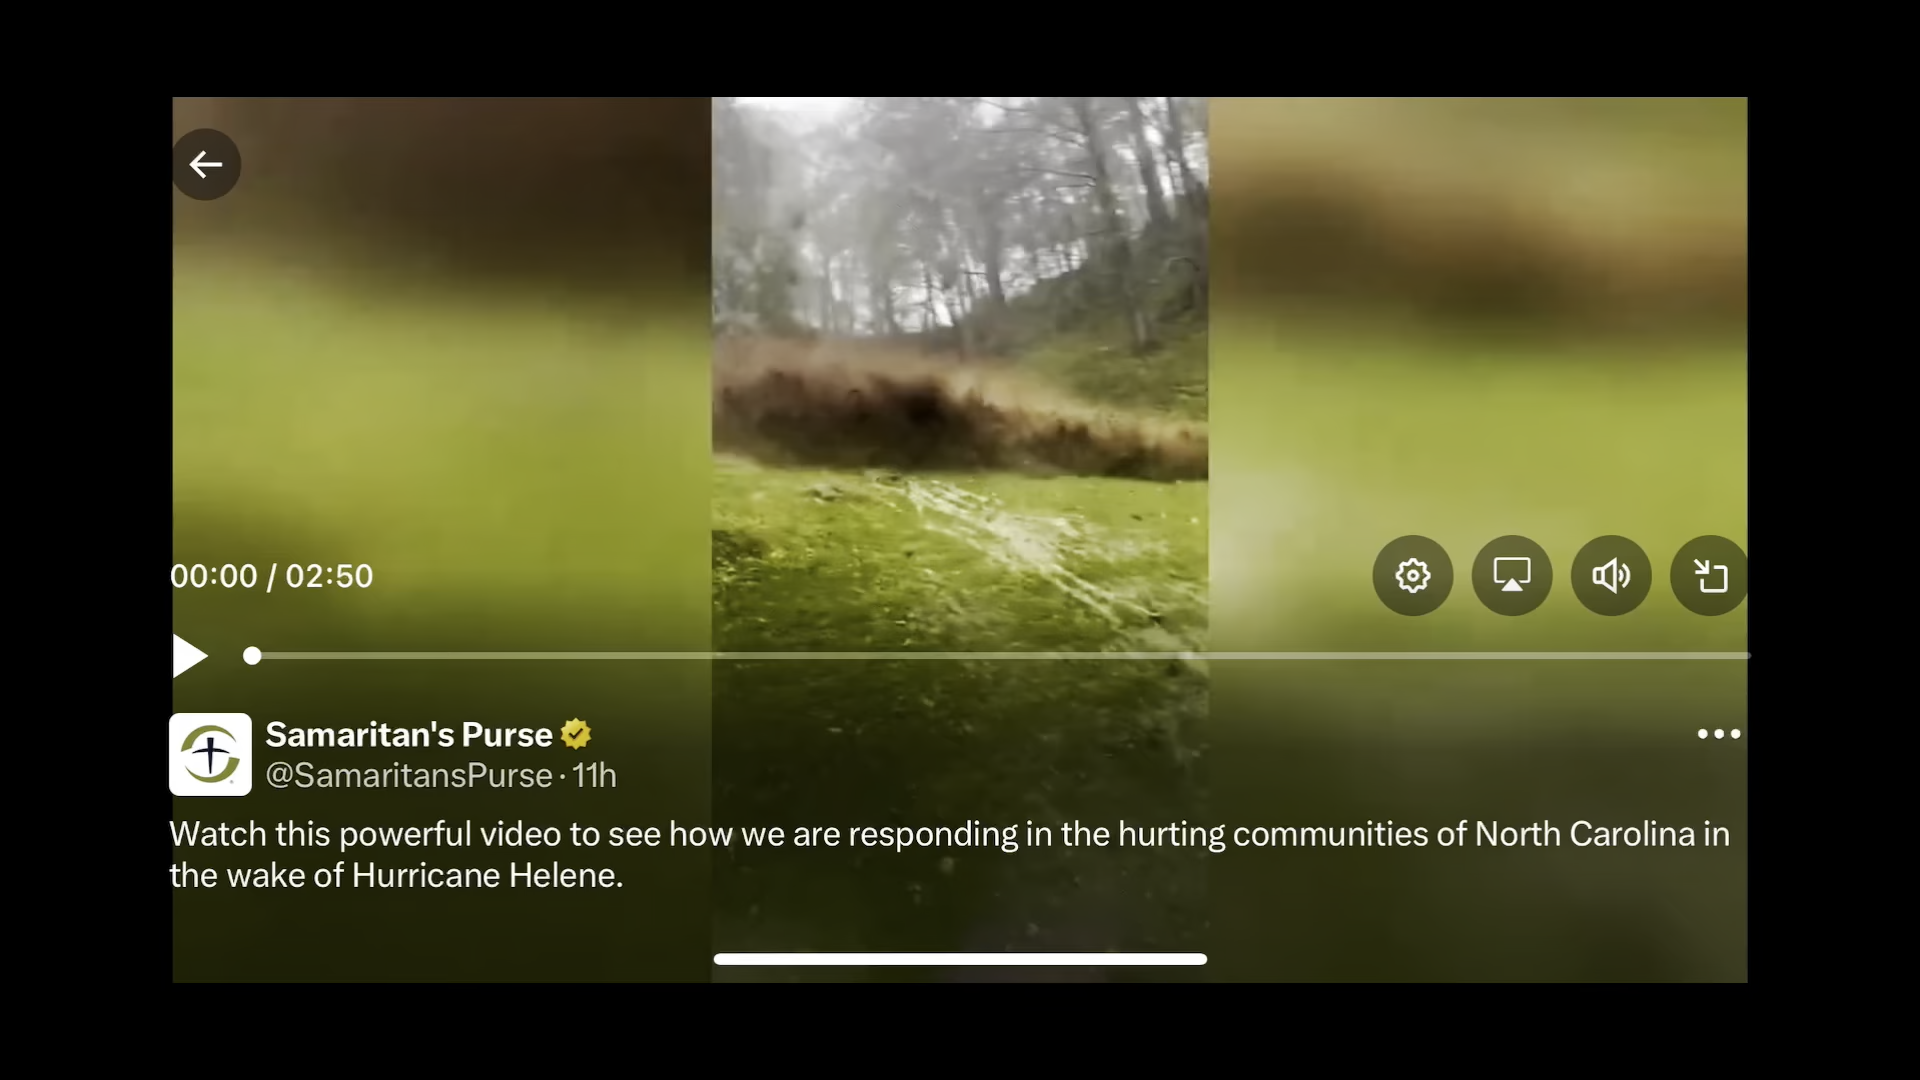 00:00 / 02:50
Samaritan's Purse
@SamaritansPurse · 11h
Watch this powerful video to see how we are responding in the hurting communities of North Carolina in
the wake of Hurricane Helene.